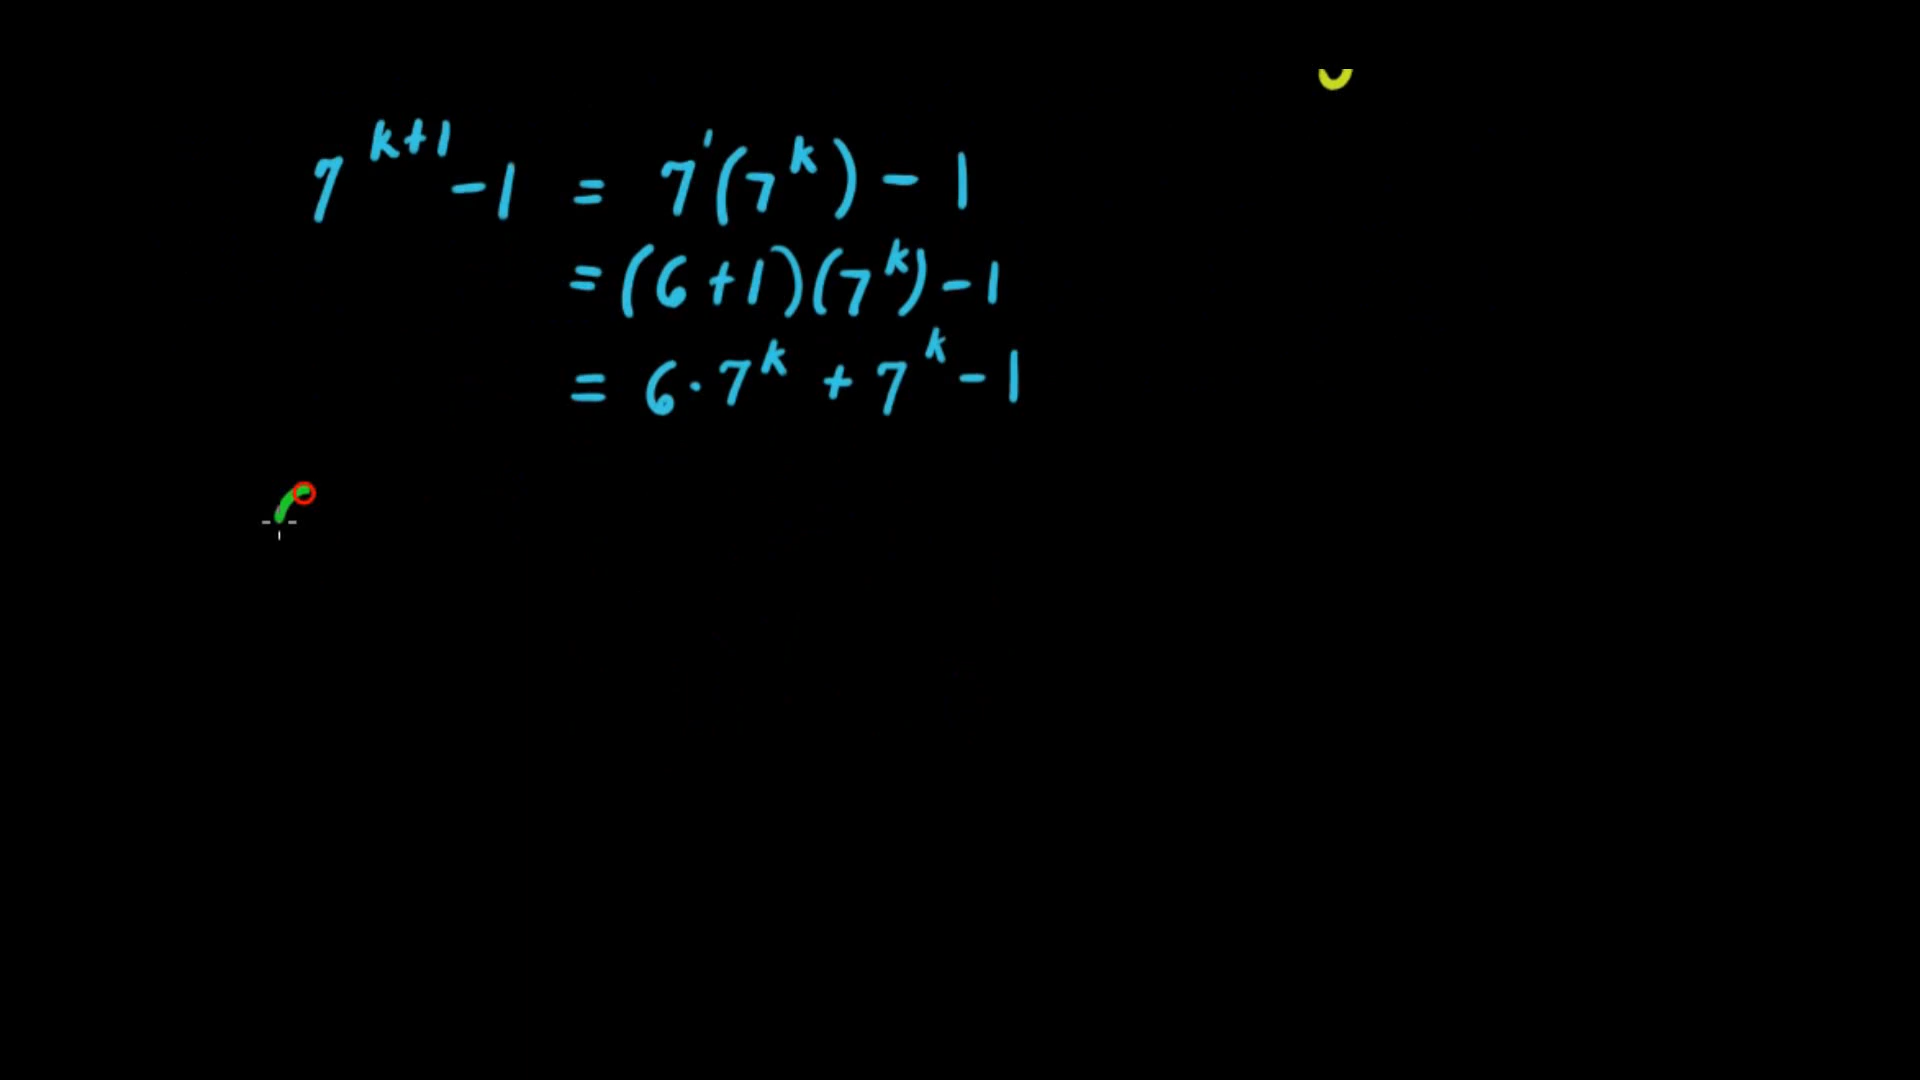 7^{k+1} - 1 = 7^1(7^k) - 1
= (6 + 1)(7^k) - 1
= 6 · 7^k + 7^k - 1